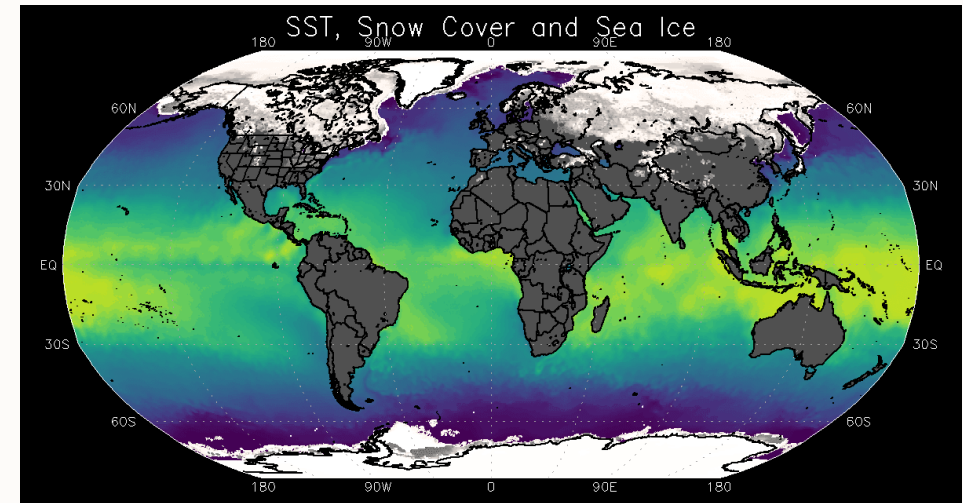 SST, Snow Cover and Sea Ice
180 90W 0 90E 180
60N 60N
30N 30N
EQ EQ
30S 30S
60S 60S
180 90W 0 90E 180